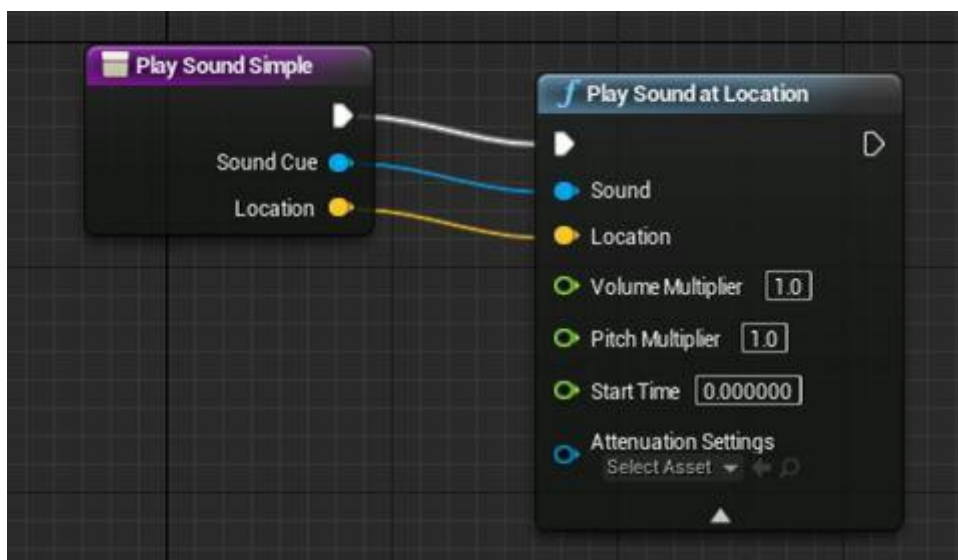 Play Sound Simple
Sound Cue
Location
f Play Sound at Location
Sound
Location
Volume Multiplier 1.0
Pitch Multiplier 1.0
Start Time 0.000000
Attenuation Settings
Select Asset